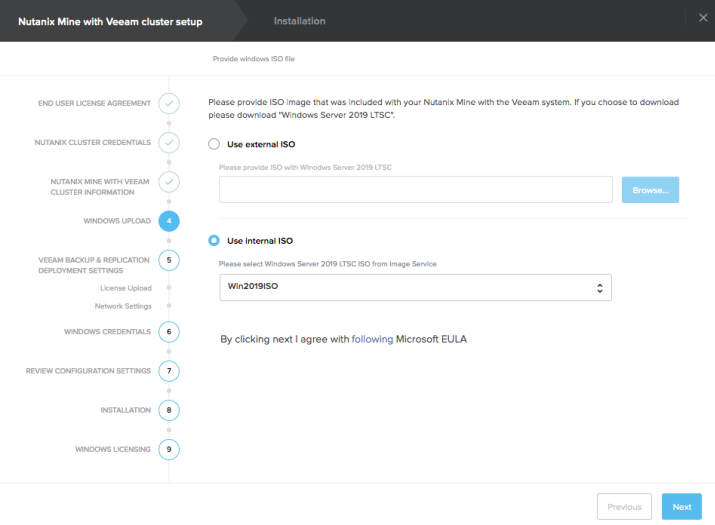 Nutanix Mine with Veeam cluster setup
Installation
Provide windows ISO file
END USER LICENSE AGREEMENT
NUTANIX CLUSTER CREDENTIALS
NUTANIX MINE WITH VEEAM
CLUSTER INFORMATION
WINDOWS UPLOAD
4
VEEAM BACKUP & REPLICATION
DEPLOYMENT SETTINGS
5
License Upload
Network Settings
WINDOWS CREDENTIALS
6
REVIEW CONFIGURATION SETTINGS
7
INSTALLATION
8
WINDOWS LICENSING
9
Please provide ISO image that was included with your Nutanix Mine with the Veeam system. If you choose to download
please download "Windows Server 2019 LTSC".
Use external ISO
Please provide ISO with WInodws Server 2019 LTSC
Browse...
Use internal ISO
Please select Windows Server 2019 LTSC ISO from Image Service
Win2019ISO
By clicking next I agree with following Microsoft EULA
Previous
Next